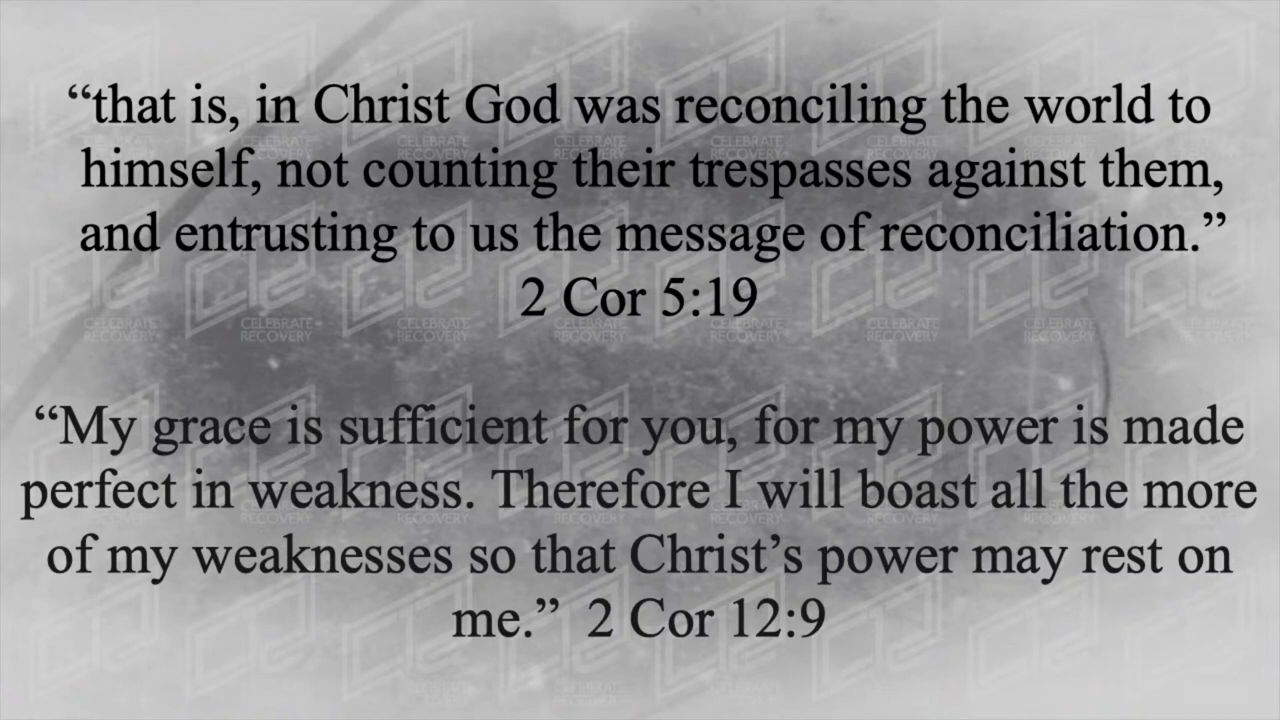 “that is, in Christ God was reconciling the world to
himself, not counting their trespasses against them,
and entrusting to us the message of reconciliation.”
2 Cor 5:19
“My grace is sufficient for you, for my power is made
perfect in weakness. Therefore I will boast all the more
of my weaknesses so that Christ’s power may rest on
me.”  2 Cor 12:9
CELEBRATE
RECOVERY